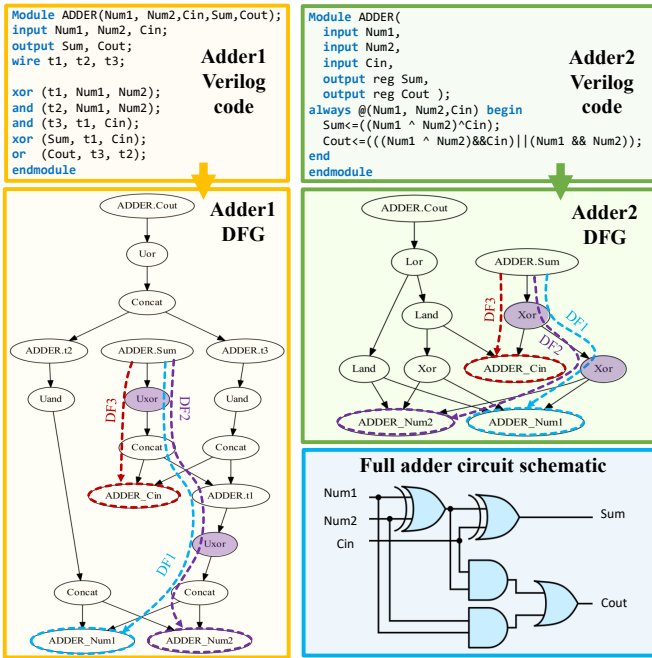 Module ADDER(Num1, Num2,Cin,Sum,Cout);
input Num1, Num2, Cin;
output Sum, Cout;
wire t1, t2, t3;
xor (t1, Num1, Num2);
and (t2, Num1, Num2);
and (t3, t1, Cin);
xor (Sum, t1, Cin);
or  (Cout, t3, t2);
endmodule
Adder1
Verilog
code
Module ADDER(
input Num1,
input Num2,
input Cin,
output reg Sum,
output reg Cout );
always @(Num1, Num2,Cin) begin
Sum<=((Num1 ^ Num2)^Cin);
Cout<=(((Num1 ^ Num2)&&Cin)||(Num1 && Num2));
end
endmodule
Adder2
Verilog
code
Adder1
DFG
ADDER.Cout
Uor
Concat
ADDER.t2
ADDER.Sum
ADDER.t3
Uand
Uxor
Uand
DF3
DF2
Concat
Concat
ADDER_Cin
ADDER.t1
Uxor
DF1
Concat
Concat
ADDER_Num1
ADDER_Num2
Adder2
DFG
ADDER.Cout
Lor
ADDER.Sum
Land
Xor
DF3
DF1
DF2
Land
Xor
ADDER_Cin
Xor
ADDER_Num2
ADDER_Num1
Full adder circuit schematic
Num1
Num2
Cin
Sum
Cout